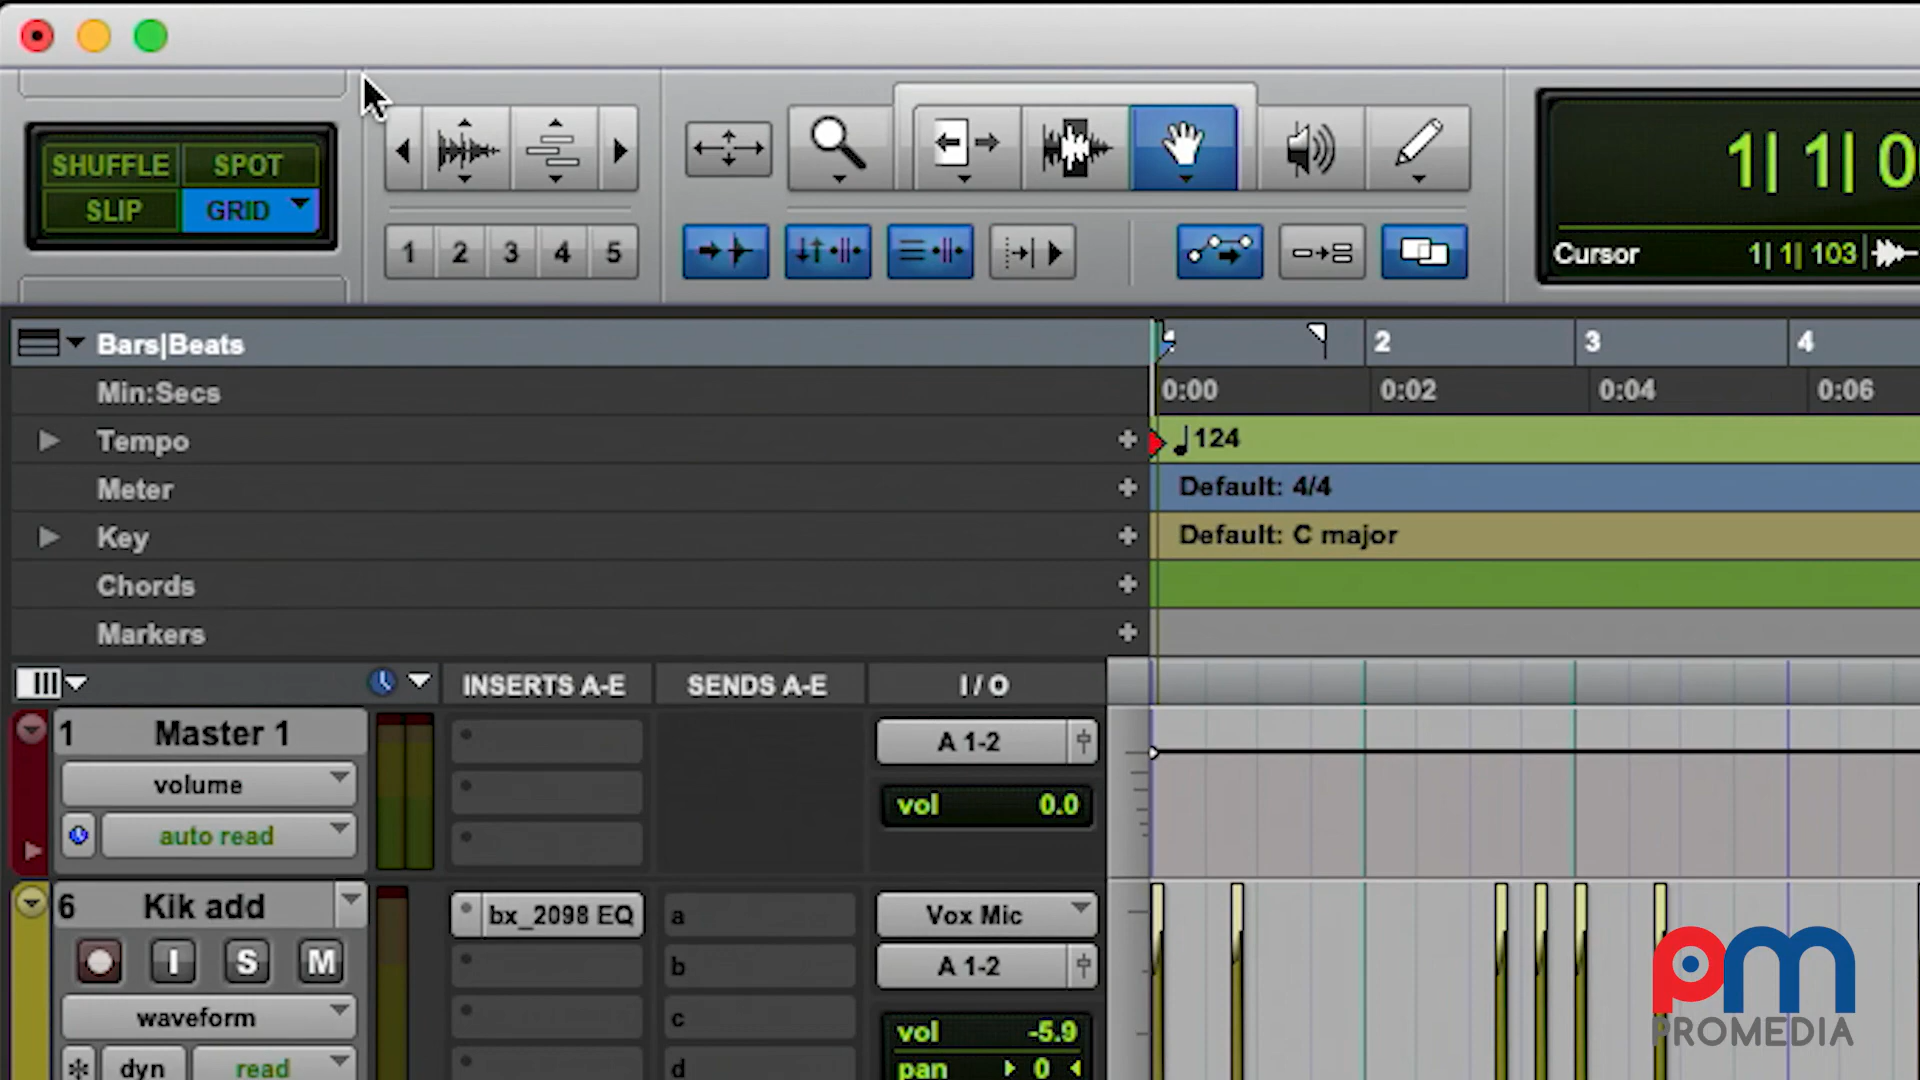 SHUFFLE SPOT
SLIP GRID
1 2 3 4 5
1| 1| 0
Cursor 1| 1| 103
Bars|Beats 2 3 4
Min:Secs 0:00 0:02 0:04 0:06
Tempo 124
Meter Default: 4/4
Key Default: C major
Chords
Markers
INSERTS A-E SENDS A-E I / O
1 Master 1 A 1-2
volume
vol 0.0
auto read
6 Kik add bx_2098 EQ a Vox Mic
I S M b A 1-2
waveform c
vol -5.9
dyn read d pan 0
pm
PROMEDIA